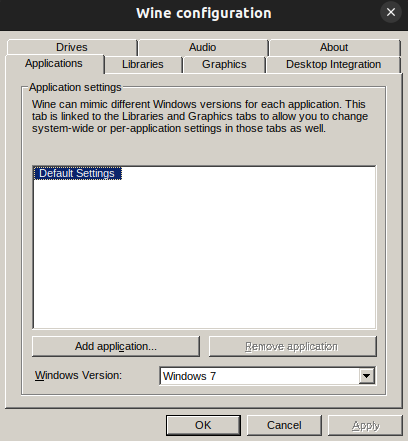 Wine configuration
Drives
Audio
About
Applications
Libraries
Graphics
Desktop Integration
Application settings
Wine can mimic different Windows versions for each application. This
tab is linked to the Libraries and Graphics tabs to allow you to change
system-wide or per-application settings in those tabs as well.
Default Settings
Add application...
Remove application
Windows Version:
Windows 7
OK
Cancel
Apply